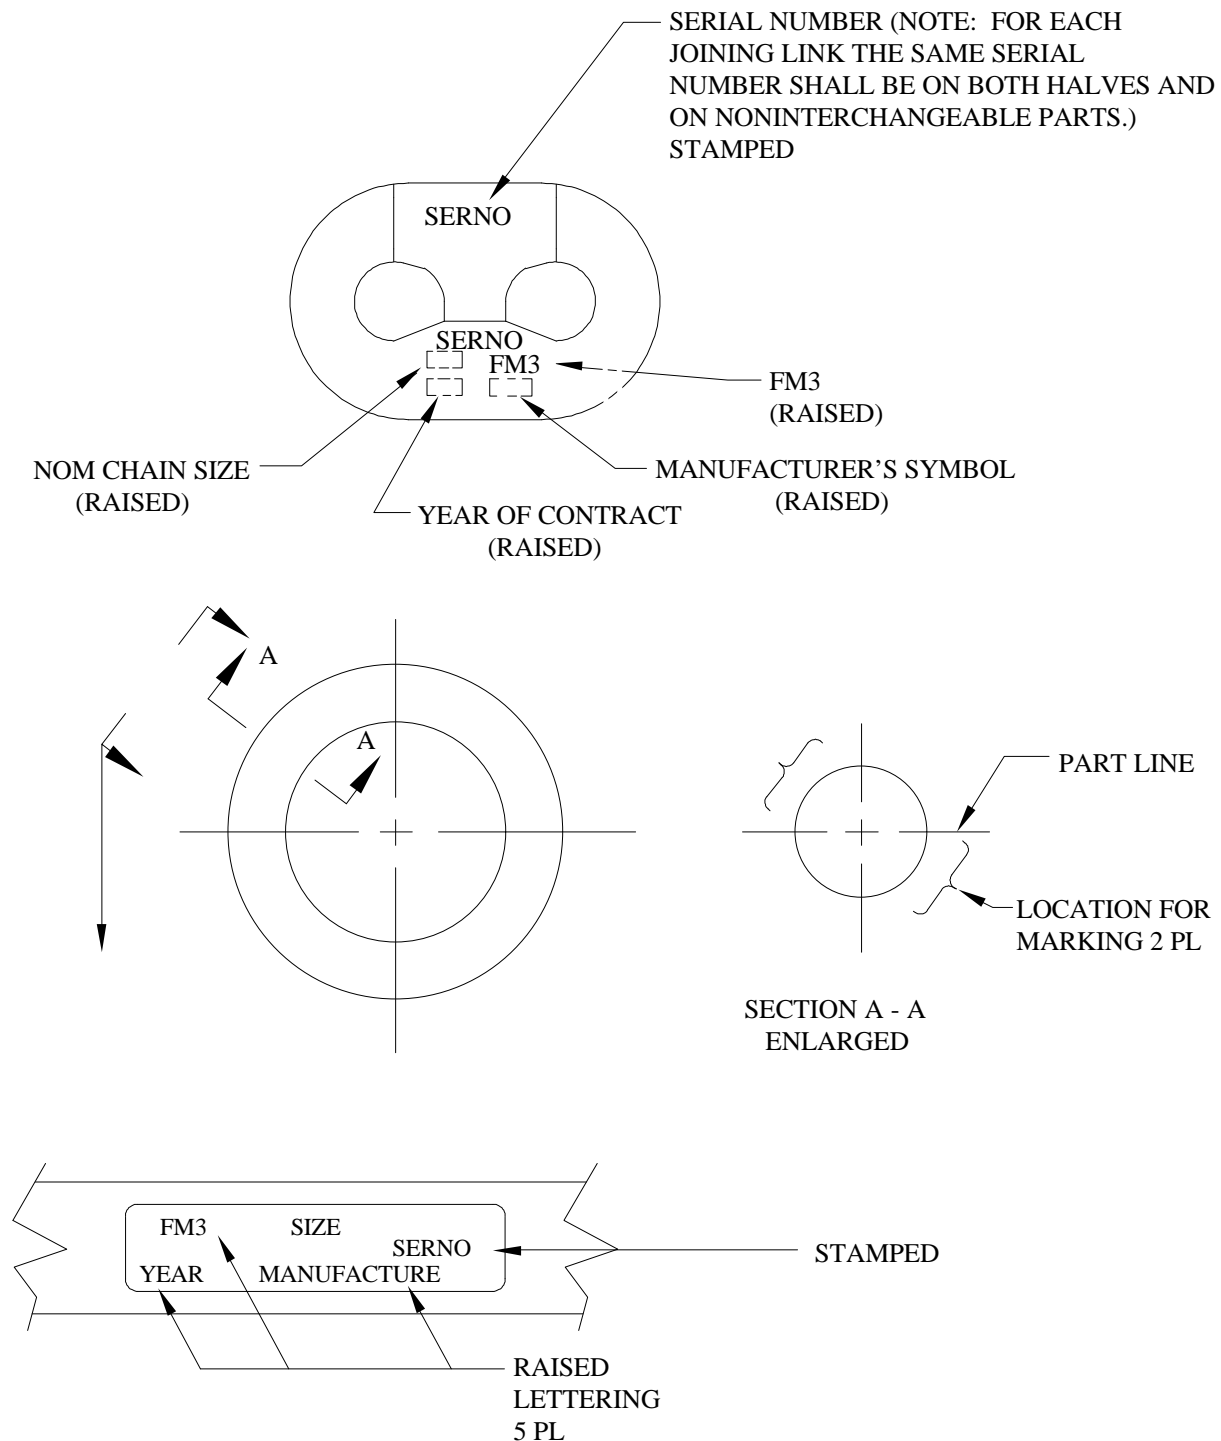 SERIAL NUMBER (NOTE:  FOR EACH
JOINING LINK THE SAME SERIAL
NUMBER SHALL BE ON BOTH HALVES AND
ON NONINTERCHANGEABLE PARTS.)
STAMPED
SERNO
SERNO
FM3
FM3
(RAISED)
NOM CHAIN SIZE
(RAISED)
MANUFACTURER’S SYMBOL
(RAISED)
YEAR OF CONTRACT
(RAISED)
A
A
PART LINE
LOCATION FOR
MARKING 2 PL
SECTION A - A
ENLARGED
FM3 SIZE
SERNO
YEAR MANUFACTURE
STAMPED
RAISED
LETTERING
5 PL